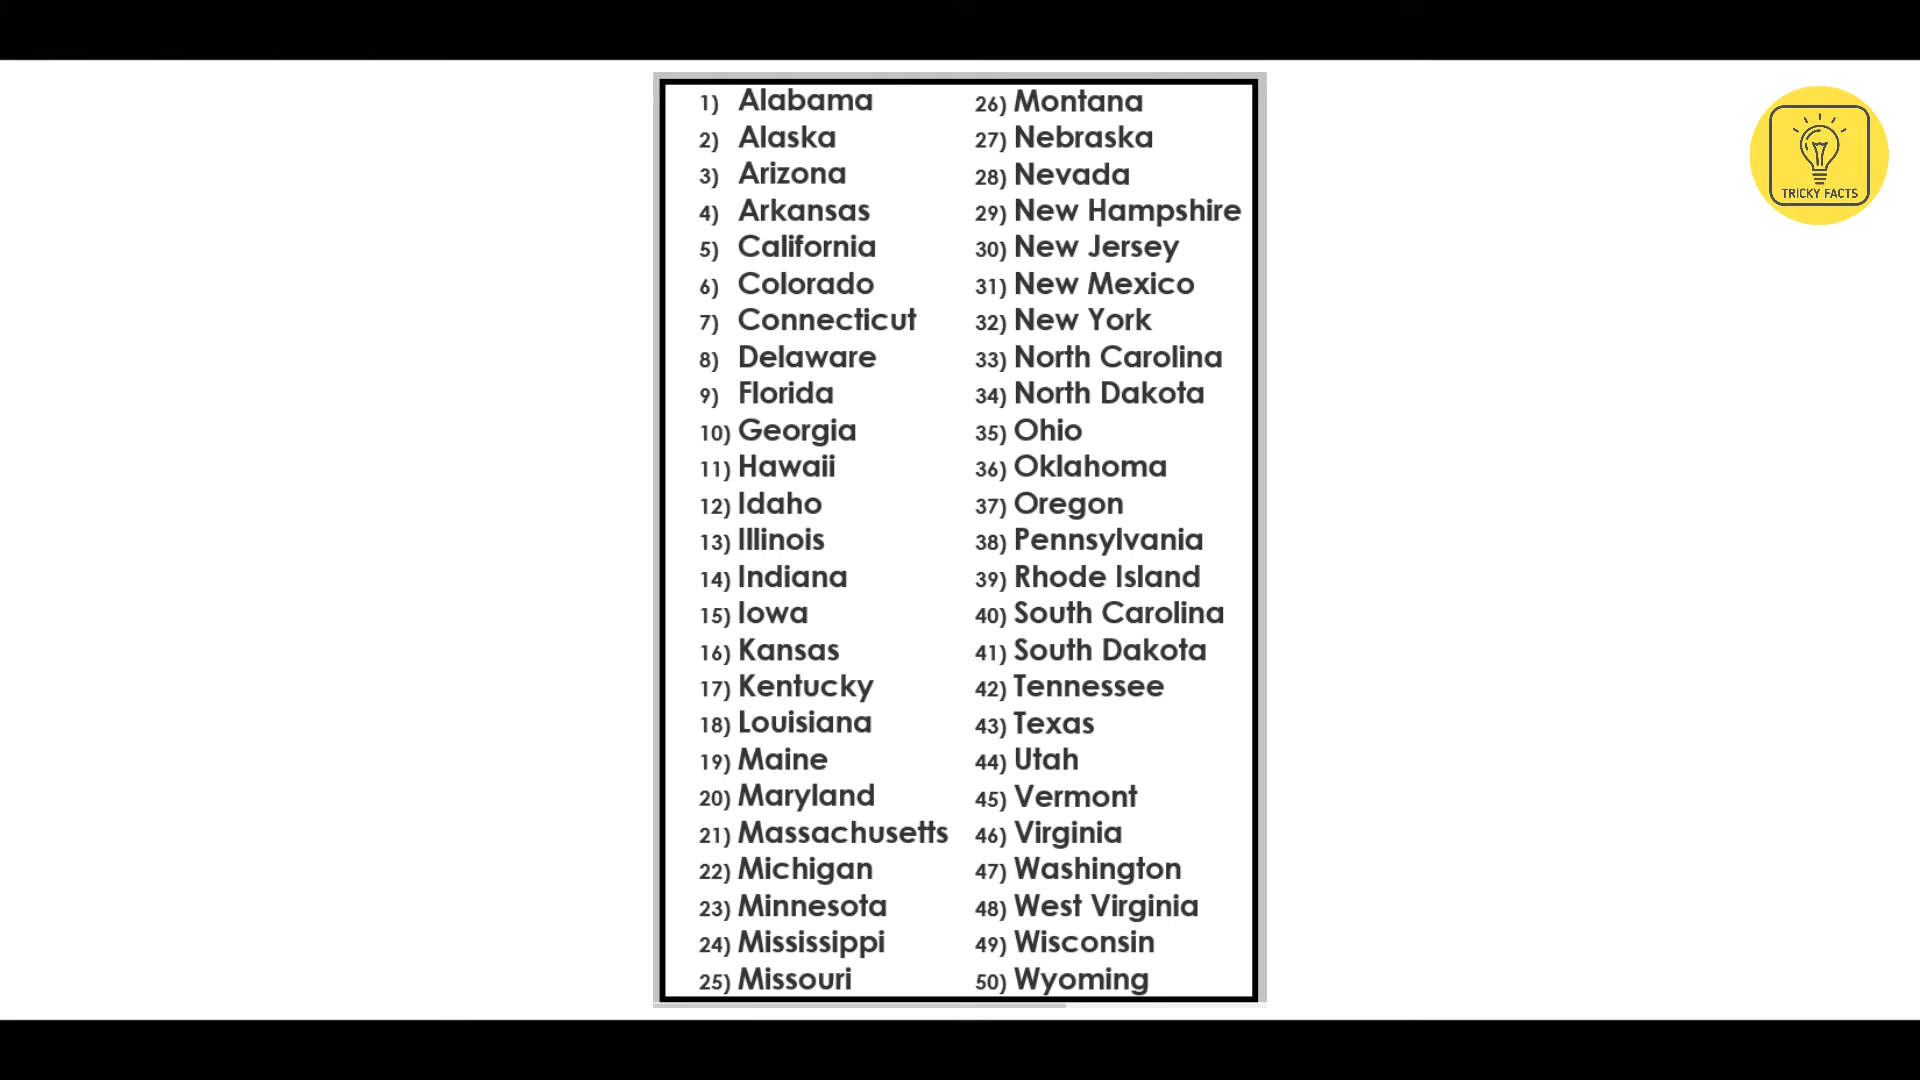 1) Alabama
2) Alaska
3) Arizona
4) Arkansas
5) California
6) Colorado
7) Connecticut
8) Delaware
9) Florida
10) Georgia
11) Hawaii
12) Idaho
13) Illinois
14) Indiana
15) Iowa
16) Kansas
17) Kentucky
18) Louisiana
19) Maine
20) Maryland
21) Massachusetts
22) Michigan
23) Minnesota
24) Mississippi
25) Missouri
26) Montana
27) Nebraska
28) Nevada
29) New Hampshire
30) New Jersey
31) New Mexico
32) New York
33) North Carolina
34) North Dakota
35) Ohio
36) Oklahoma
37) Oregon
38) Pennsylvania
39) Rhode Island
40) South Carolina
41) South Dakota
42) Tennessee
43) Texas
44) Utah
45) Vermont
46) Virginia
47) Washington
48) West Virginia
49) Wisconsin
50) Wyoming
TRICKY FACTS